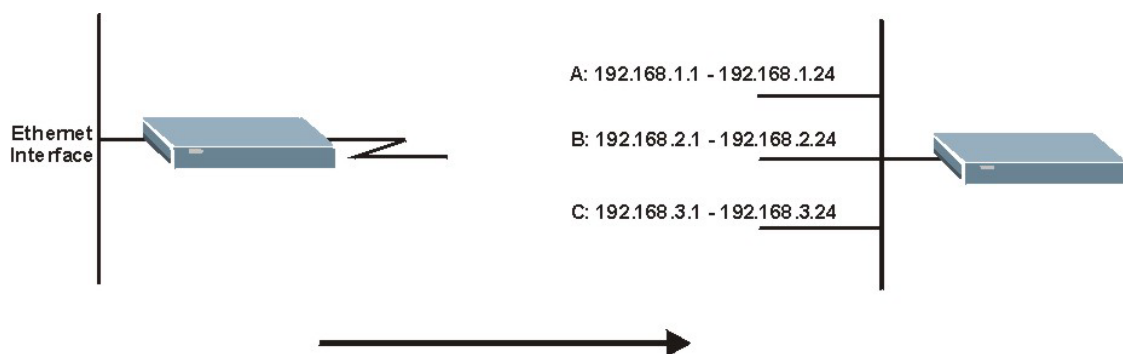 Ethernet
Interface
A: 192.168.1.1 - 192.168.1.24
B: 192.168.2.1 - 192.168.2.24
C: 192.168.3.1 - 192.168.3.24